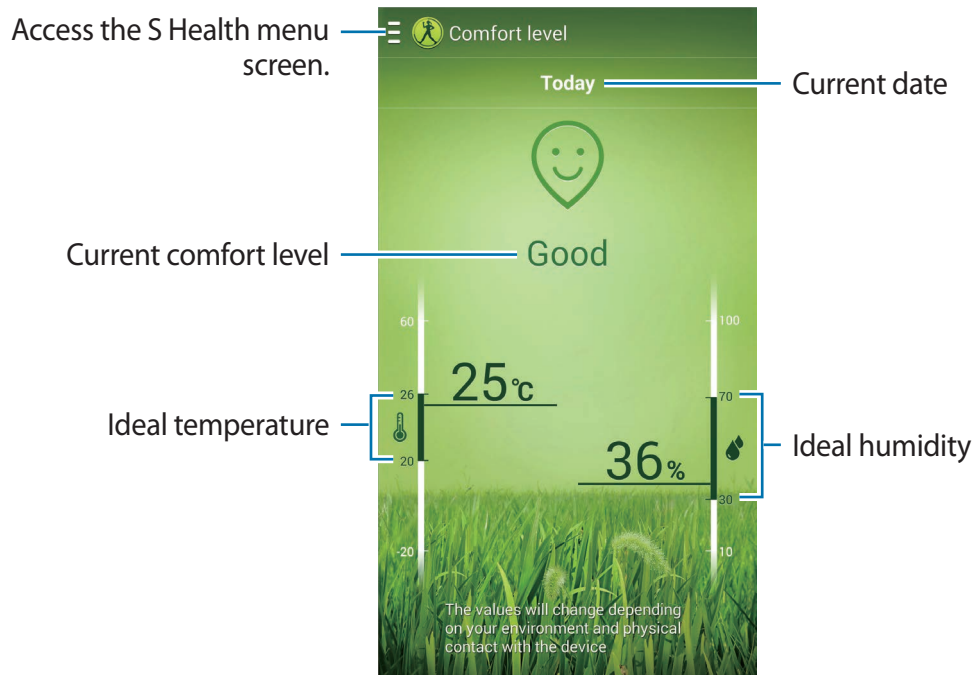 Access the S Health menu
screen.
Comfort level
Today
Current date
Current comfort level
Good
60
100
25℃
26
70
Ideal temperature
Ideal humidity
20
36%
30
-20
10
The values will change depending
on your environment and physical
contact with the device